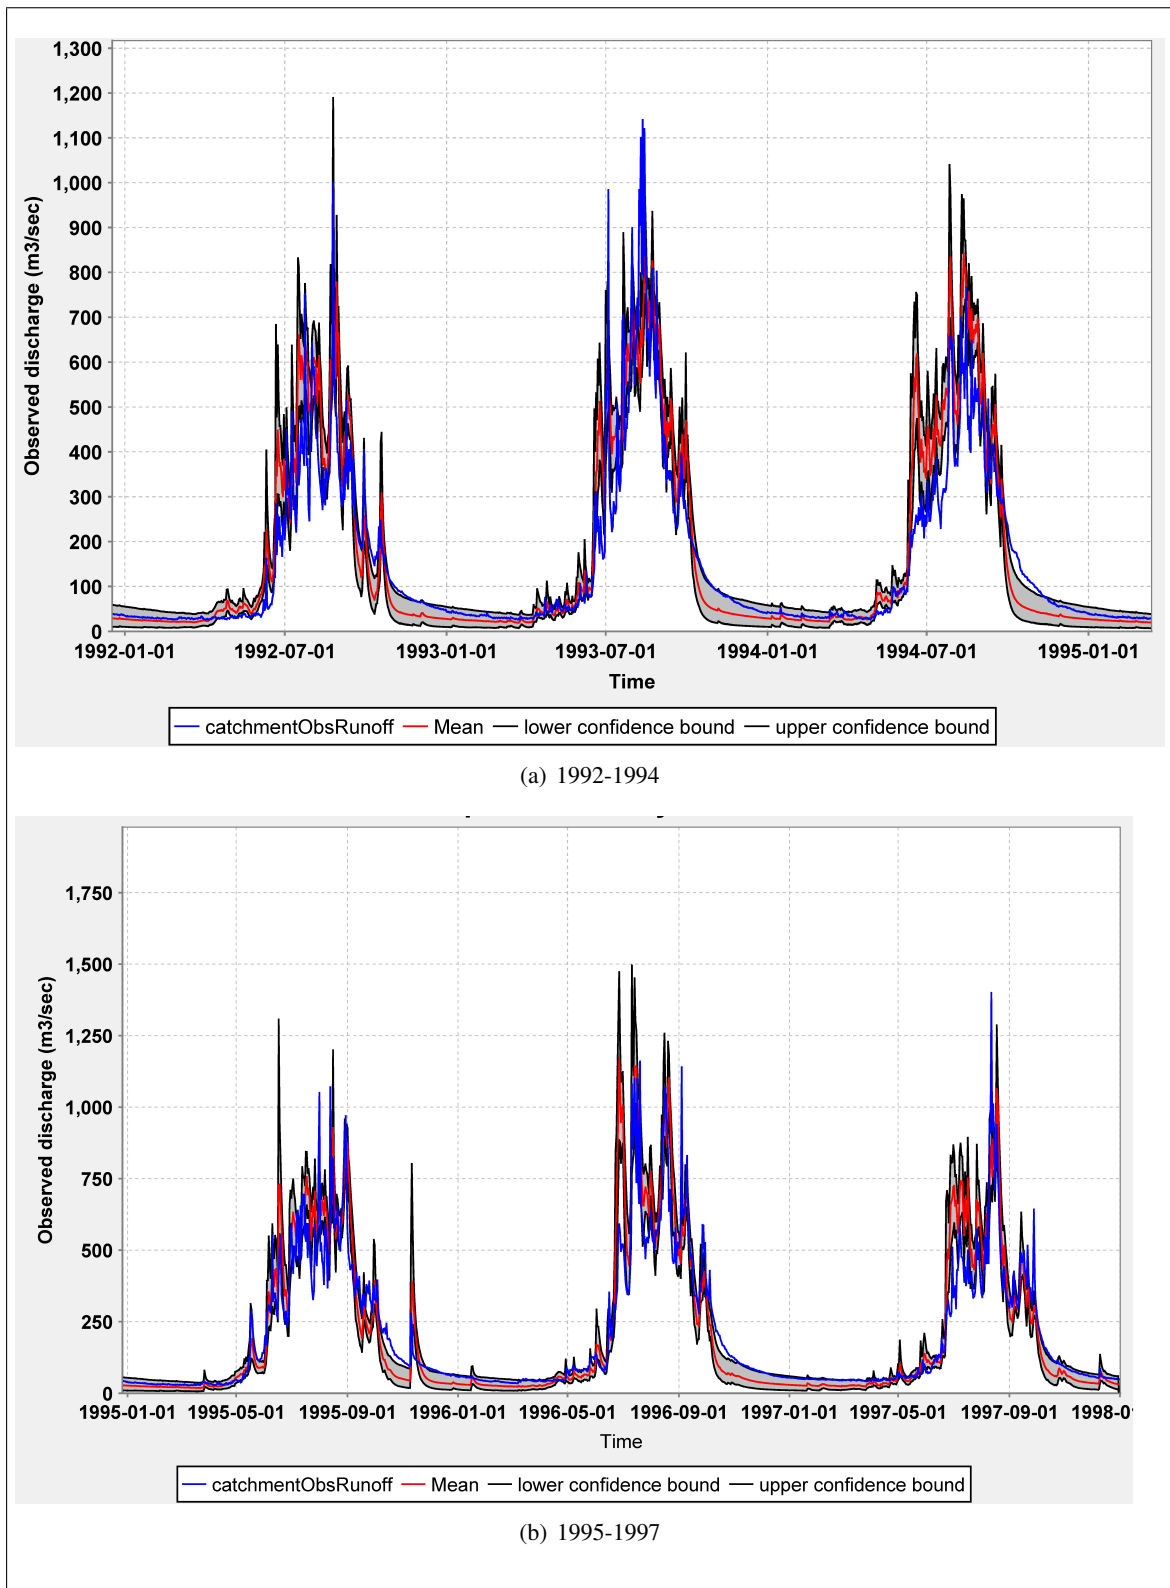 1,300
1,200
1,100
1,000
900
800
700
600
500
400
300
200
100
0
Observed discharge (m3/sec)
1992-01-01 1992-07-01 1993-01-01 1993-07-01 1994-01-01 1994-07-01 1995-01-01
Time
catchmentObsRunoff Mean lower confidence bound upper confidence bound
(a) 1992-1994
1,750
1,500
1,250
1,000
750
500
250
0
Observed discharge (m3/sec)
1995-01-01 1995-05-01 1995-09-01 1996-01-01 1996-05-01 1996-09-01 1997-01-01 1997-05-01 1997-09-01 1998-0
Time
catchmentObsRunoff Mean lower confidence bound upper confidence bound
(b) 1995-1997